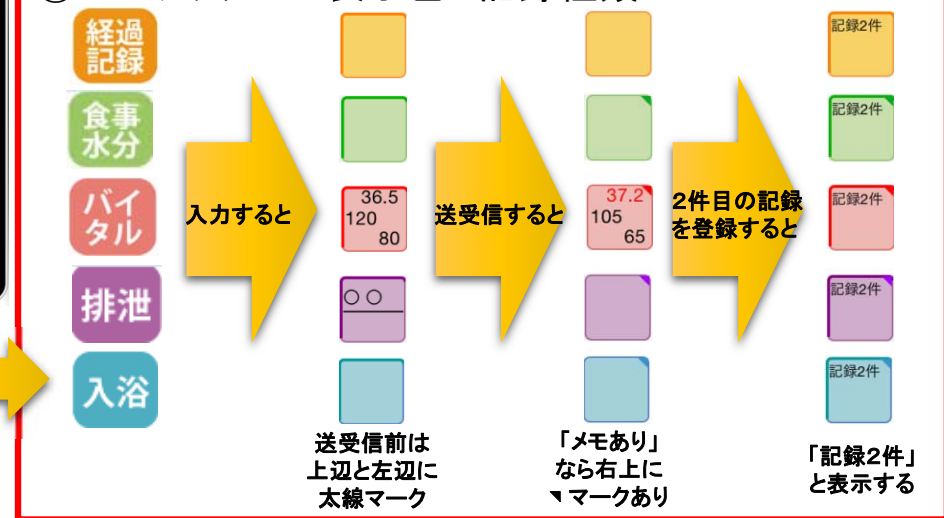 経過
記録
記録2件
食事
水分
記録2件
バイ
タル
入力すると
36.5
120
80
送受信すると
37.2
105
65
2件目の記録
を登録すると
記録2件
排泄
○○
記録2件
入浴
記録2件
送受信前は
上辺と左辺に
太線マーク
「メモあり」
なら右上に
◥マークあり
「記録2件」
と表示する